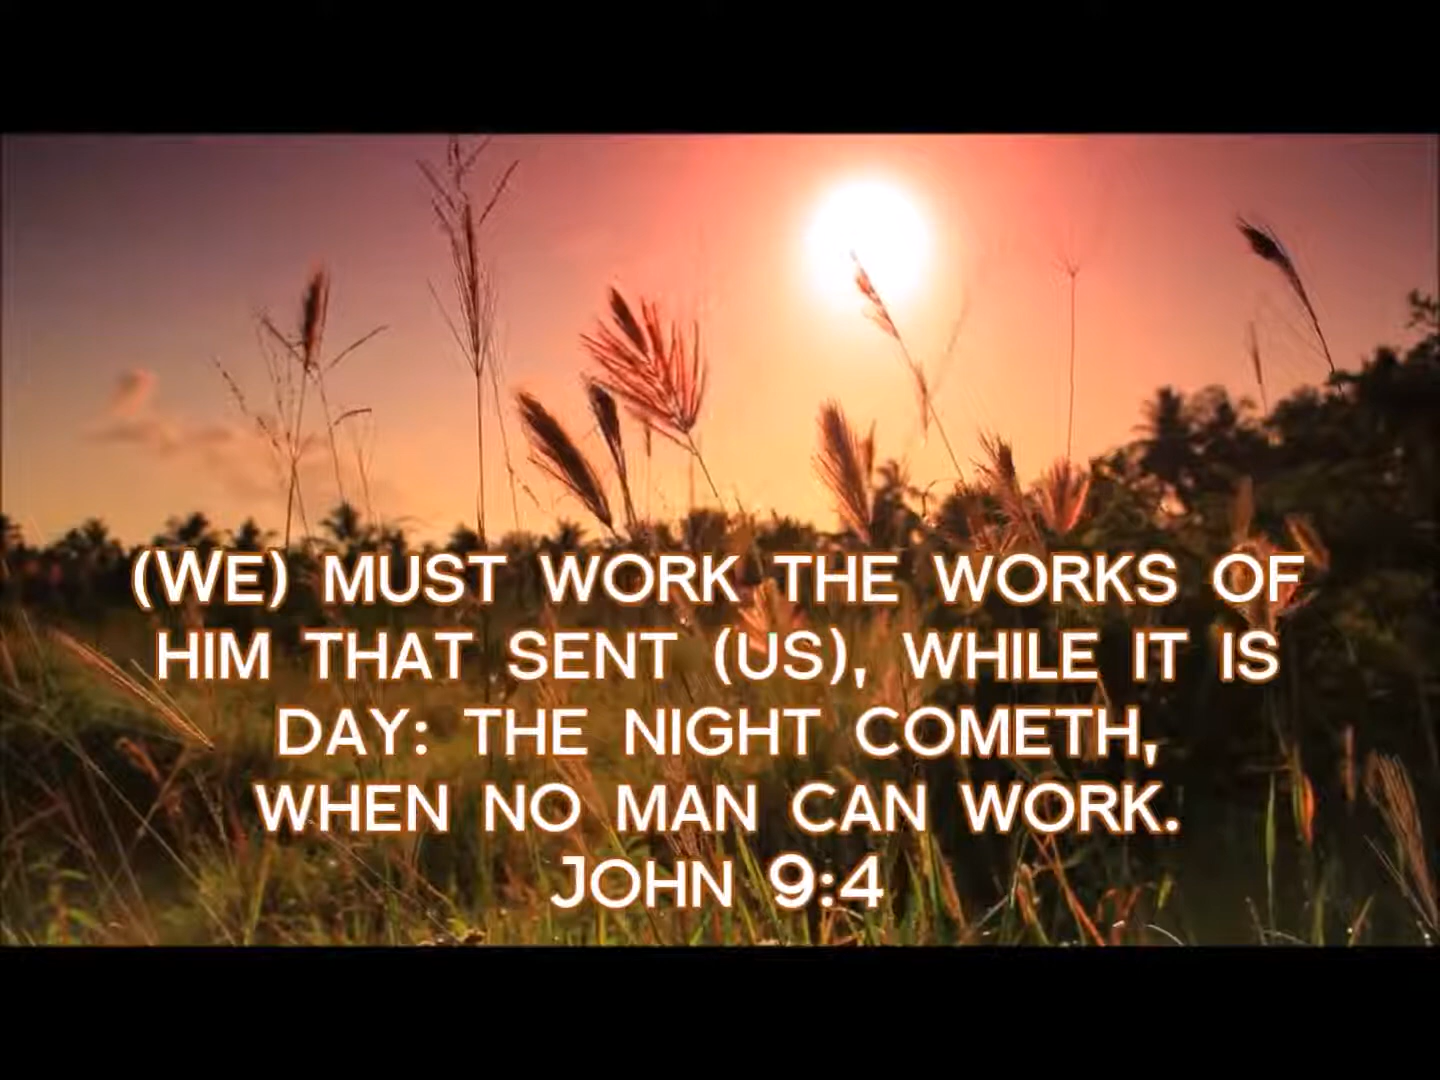 (WE) MUST WORK THE WORKS OF
HIM THAT SENT (US), WHILE IT IS
DAY: THE NIGHT COMETH,
WHEN NO MAN CAN WORK.
JOHN 9:4